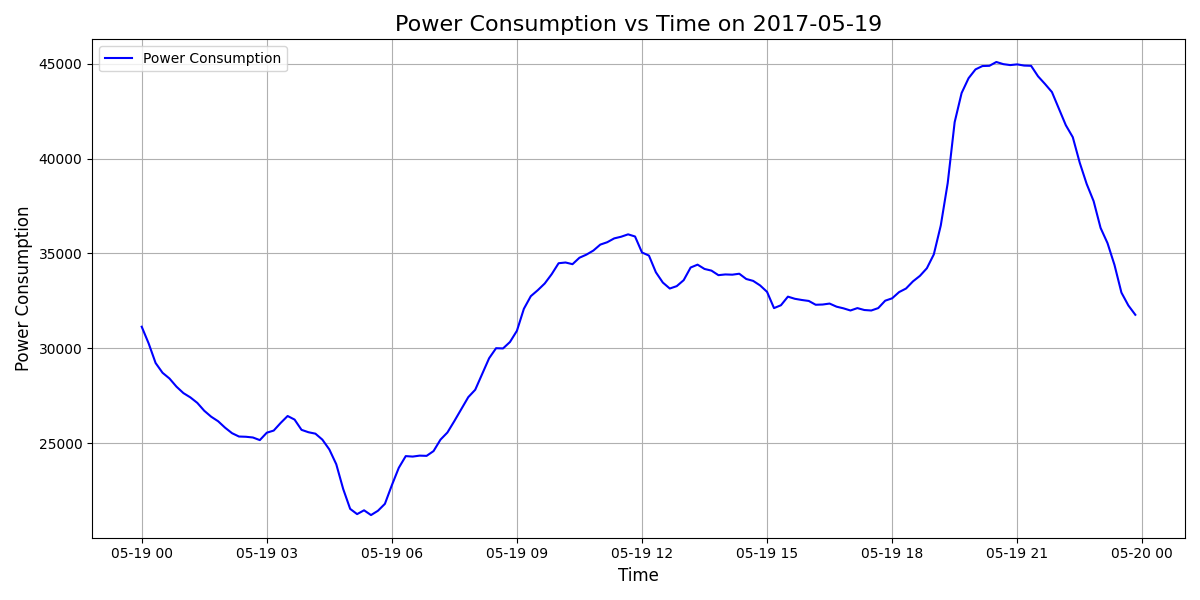 Power Consumption vs Time on 2017-05-19
Power Consumption
45000
40000
35000
30000
25000
Power Consumption
05-19 00 05-19 03 05-19 06 05-19 09 05-19 12 05-19 15 05-19 18 05-19 21 05-20 00
Time